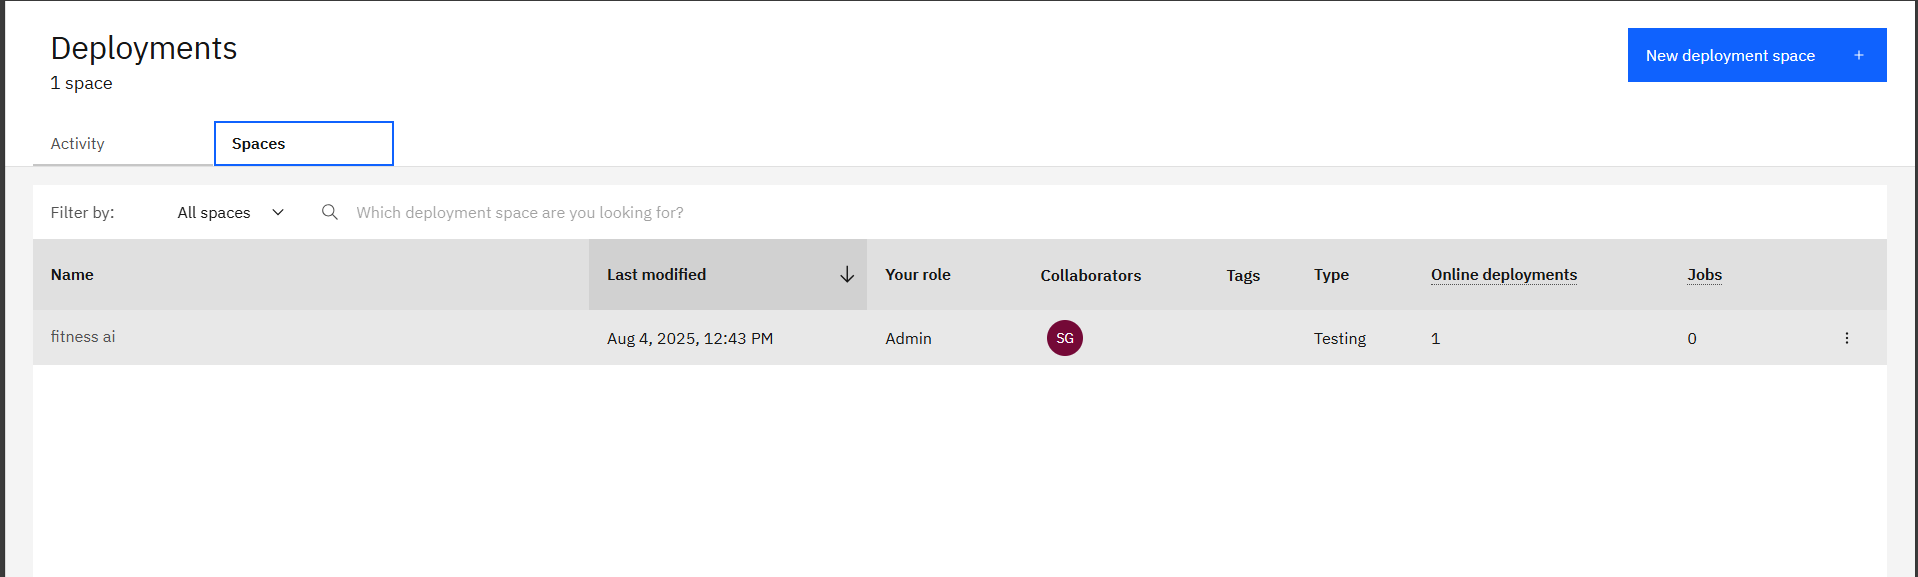 Deployments
1 space
New deployment space +
Activity
Spaces
Filter by: All spaces Which deployment space are you looking for?
Name Last modified Your role Collaborators Tags Type Online deployments Jobs
fitness ai Aug 4, 2025, 12:43 PM Admin SG Testing 1 0